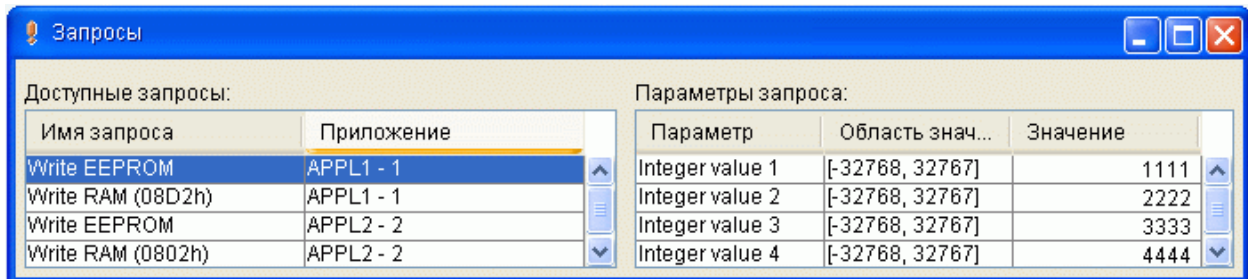 Запросы
Доступные запросы: Параметры запроса:
Имя запроса Приложение Параметр Область знач... Значение
Write EEPROM APPL1 - 1 Integer value 1 [-32768, 32767] 1111
Write RAM (08D2h) APPL1 - 1 Integer value 2 [-32768, 32767] 2222
Write EEPROM APPL2 - 2 Integer value 3 [-32768, 32767] 3333
Write RAM (0802h) APPL2 - 2 Integer value 4 [-32768, 32767] 4444